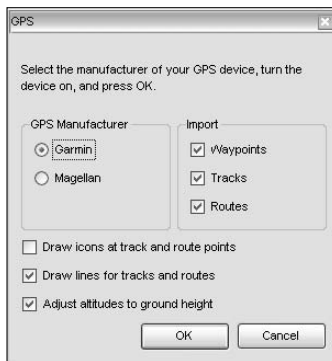 GPS
Select the manufacturer of your GPS device, turn the
device on, and press OK.
GPS Manufacturer
Garmin
Magellan
Import
Waypoints
Tracks
Routes
Draw icons at track and route points
Draw lines for tracks and routes
Adjust altitudes to ground height
OK
Cancel